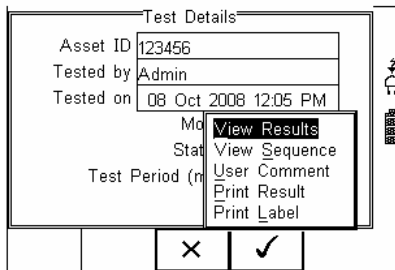 Test Details
Asset ID 123456
Tested by Admin
Tested on 08 Oct 2008 12:05 PM
View Results
View Sequence
User Comment
Test Period
Print Result
Print Label